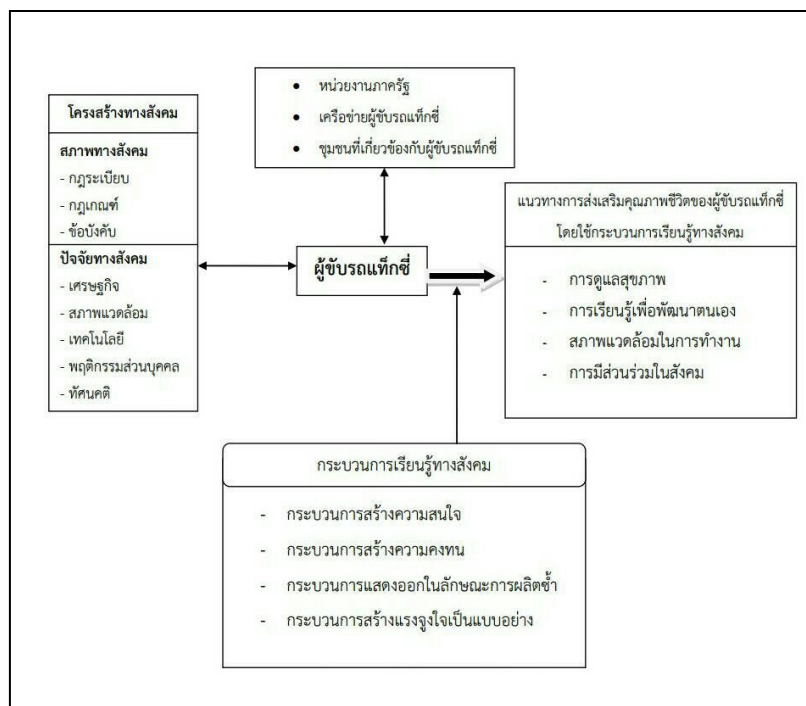 โครงสร้างทางสังคม
สภาพทางสังคม
- กฎระเบียบ
- กฎเกณฑ์
- ข้อบังคับ
ปัจจัยทางสังคม
- เศรษฐกิจ
- สภาพแวดล้อม
- เทคโนโลยี
- พฤติกรรมส่วนบุคคล
- ทัศนคติ
• หน่วยงานภาครัฐ
• เครือข่ายผู้ขับรถแท็กซี่
• ชุมชนที่เกี่ยวข้องกับผู้ขับรถแท็กซี่
ผู้ขับรถแท็กซี่
แนวทางการส่งเสริมคุณภาพชีวิตของผู้ขับรถแท็กซี่
โดยใช้กระบวนการเรียนรู้ทางสังคม
- การดูแลสุขภาพ
- การเรียนรู้เพื่อพัฒนาตนเอง
- สภาพแวดล้อมในการทำงาน
- การมีส่วนร่วมในสังคม
กระบวนการเรียนรู้ทางสังคม
- กระบวนการสร้างความสนใจ
- กระบวนการสร้างความคงทน
- กระบวนการแสดงออกในลักษณะการผลิตซ้ำ
- กระบวนการสร้างแรงจูงใจเป็นแบบอย่าง